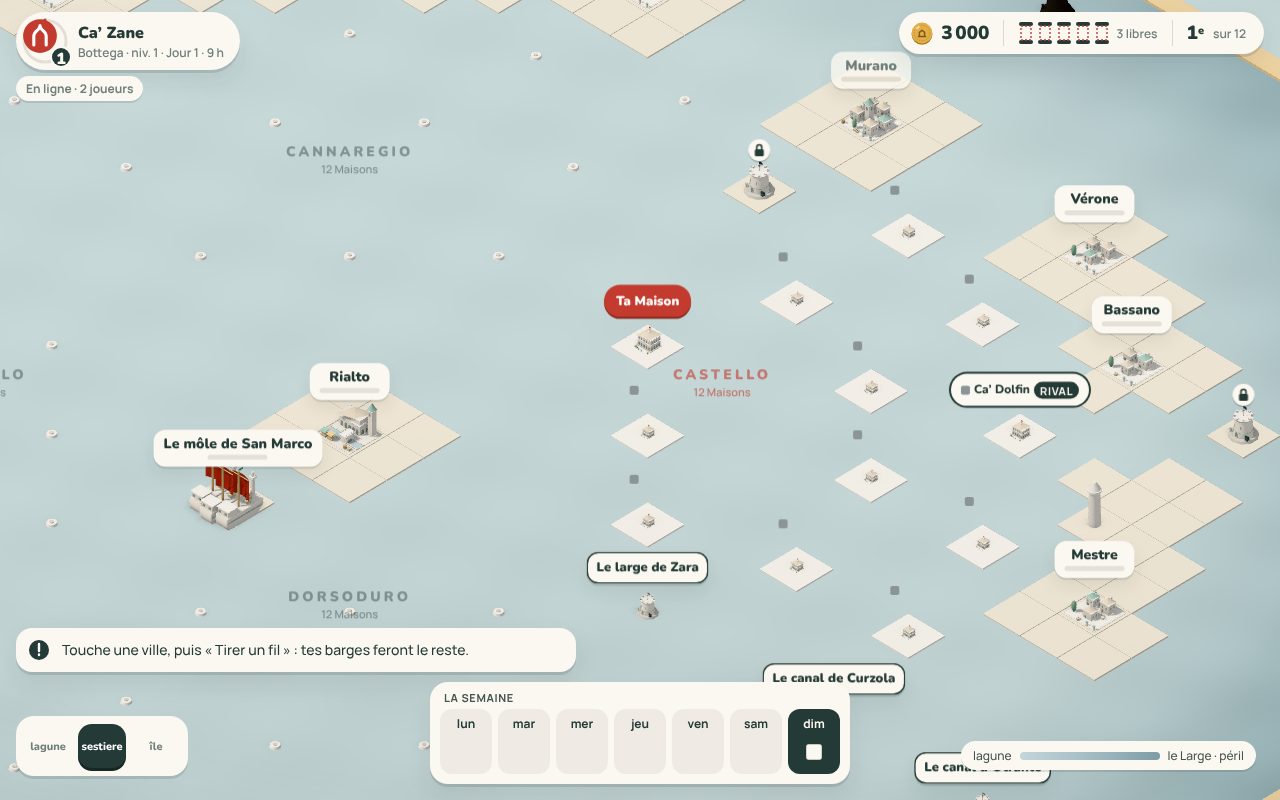 Ca’ Zane
Bottega · niv. 1 · Jour 1 · 9 h
1
En ligne · 2 joueurs
3 000
3 libres
1ᵉ sur 12
Murano
CANNAREGIO
12 Maisons
Vérone
Ta Maison
Bassano
LO
s
Rialto
CASTELLO
12 Maisons
Ca’ Dolfin RIVAL
Le môle de San Marco
Mestre
Le large de Zara
DORSODURO
12 Maisons
! Touche une ville, puis « Tirer un fil » : tes barges feront le reste.
Le canal de Curzola
LA SEMAINE
lun mar mer jeu ven sam dim
lagune sestiere île
lagune le Large · péril
Le canal